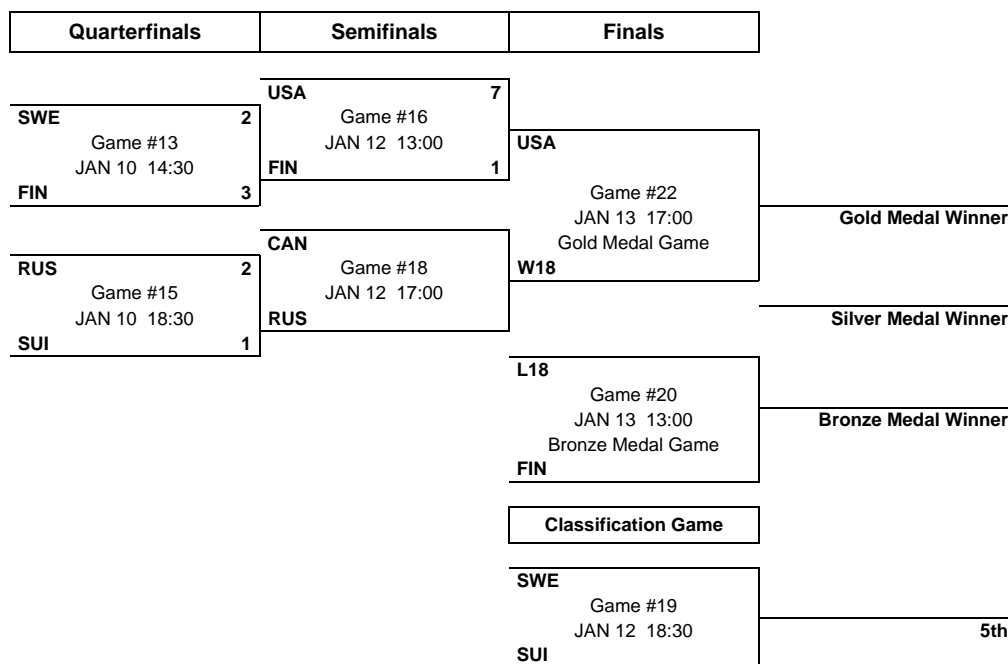 Quarterfinals Semifinals Finals
USA 7
Game #16
JAN 12 13:00
FIN 1
SWE 2
Game #13
JAN 10 14:30
FIN 3
USA
Game #22
JAN 13 17:00
Gold Medal Game
W18
Gold Medal Winner
CAN
Game #18
JAN 12 17:00
RUS
RUS 2
Game #15
JAN 10 18:30
SUI 1
Silver Medal Winner
L18
Game #20
JAN 13 13:00
Bronze Medal Game
FIN
Bronze Medal Winner
Classification Game
SWE
Game #19
JAN 12 18:30
SUI
5th